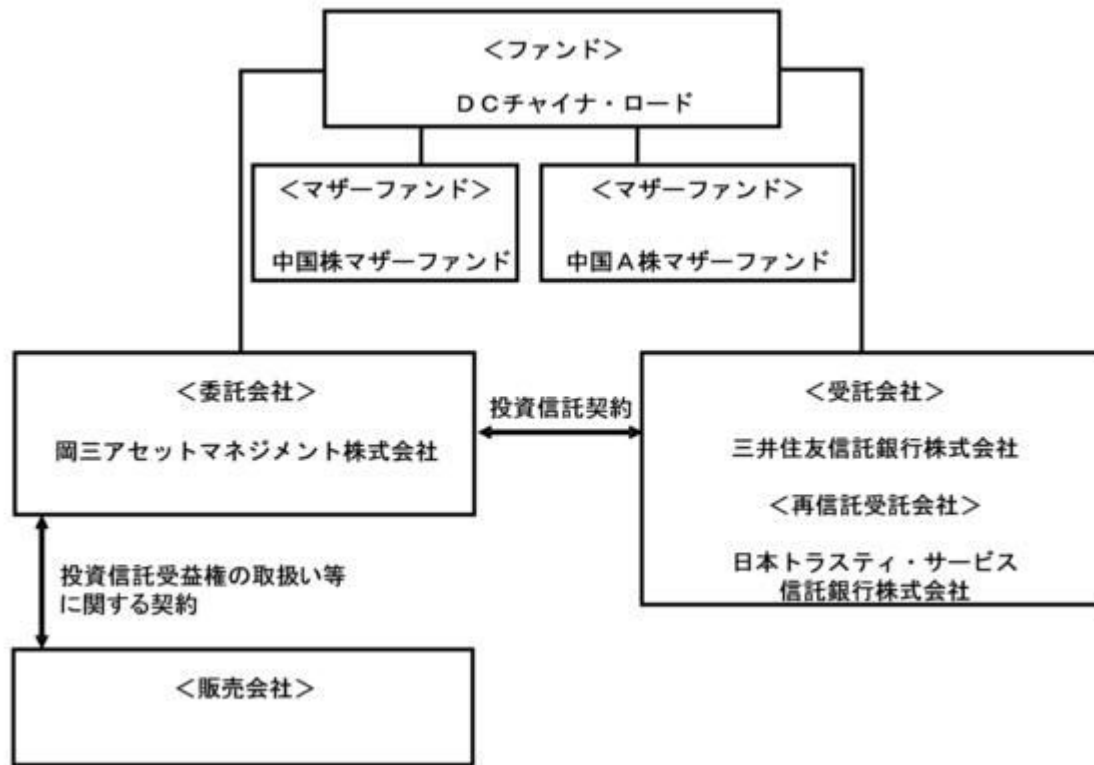 <ファンド>
DCチャイナ・ロード
<マザーファンド>
中国株マザーファンド
<マザーファンド>
中国A株マザーファンド
<委託会社>
岡三アセットマネジメント株式会社
投資信託契約
<受託会社>
三井住友信託銀行株式会社
<再信託受託会社>
日本トラスティ・サービス
信託銀行株式会社
投資信託受益権の取扱い等
に関する契約
<販売会社>